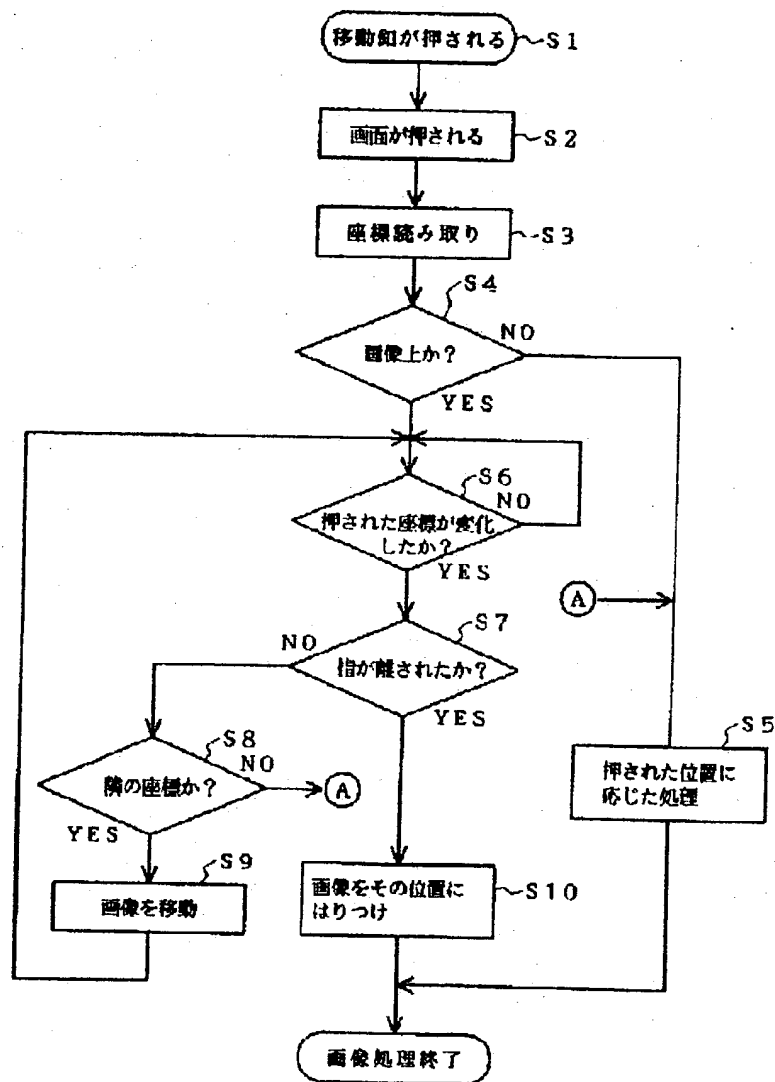 移動釦が押される
S1
画面が押される
S2
座標読み取り
S3
S4
画像上か?
NO
YES
S6
押された座標が変化
したか?
NO
YES
A
S7
NO
指が離されたか?
YES
S8
隣の座標か?
NO
A
YES
S5
押された位置に
応じた処理
S9
画像を移動
画像をその位置に
はりつけ
S10
画像処理終了